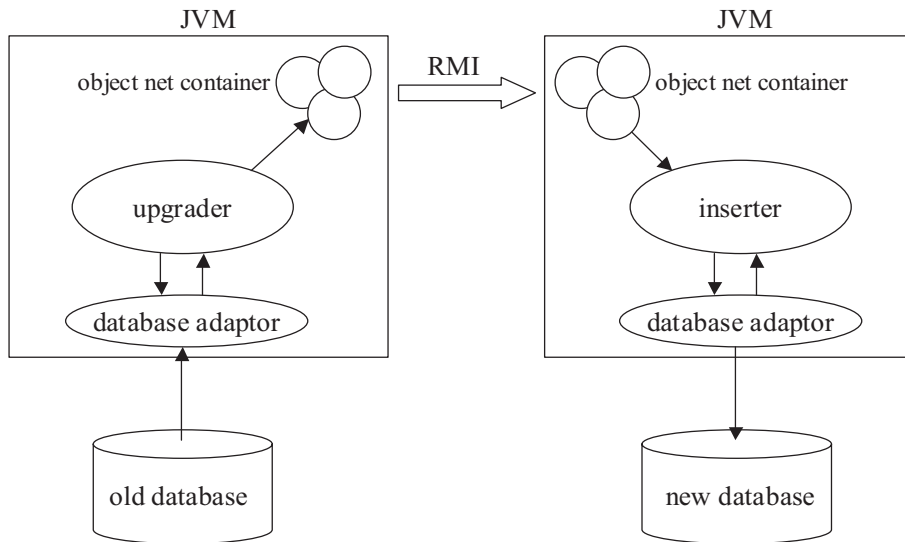 JVM
JVM
object net container
RMI
object net container
upgrader
inserter
database adaptor
database adaptor
old database
new database